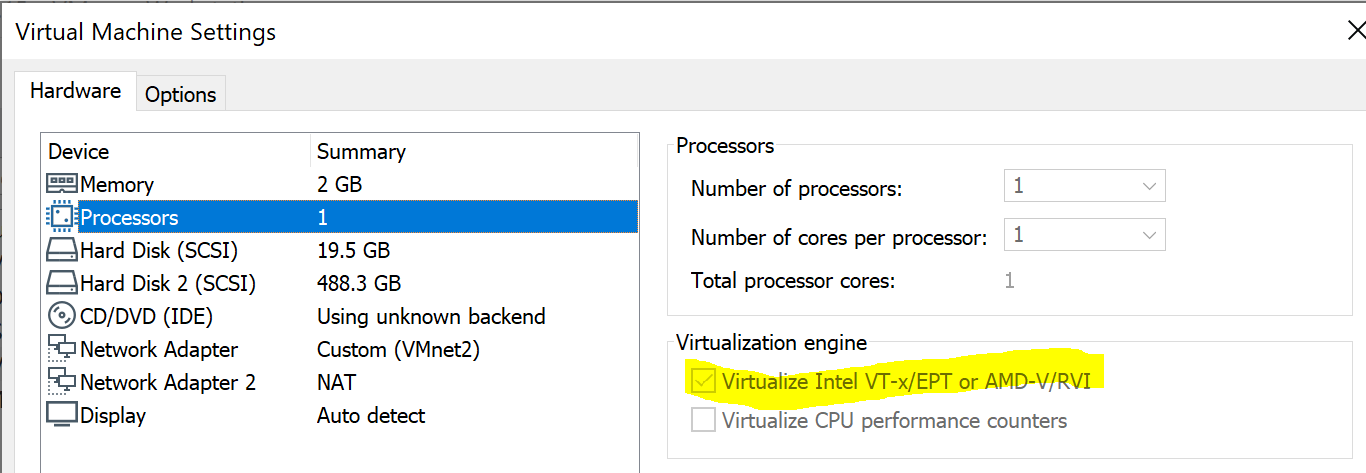 Virtual Machine Settings
Hardware
Options
Device Summary
Memory 2 GB
Processors 1
Hard Disk (SCSI) 19.5 GB
Hard Disk 2 (SCSI) 488.3 GB
CD/DVD (IDE) Using unknown backend
Network Adapter Custom (VMnet2)
Network Adapter 2 NAT
Display Auto detect
Processors
Number of processors: 1
Number of cores per processor: 1
Total processor cores: 1
Virtualization engine
Virtualize Intel VT-x/EPT or AMD-V/RVI
Virtualize CPU performance counters